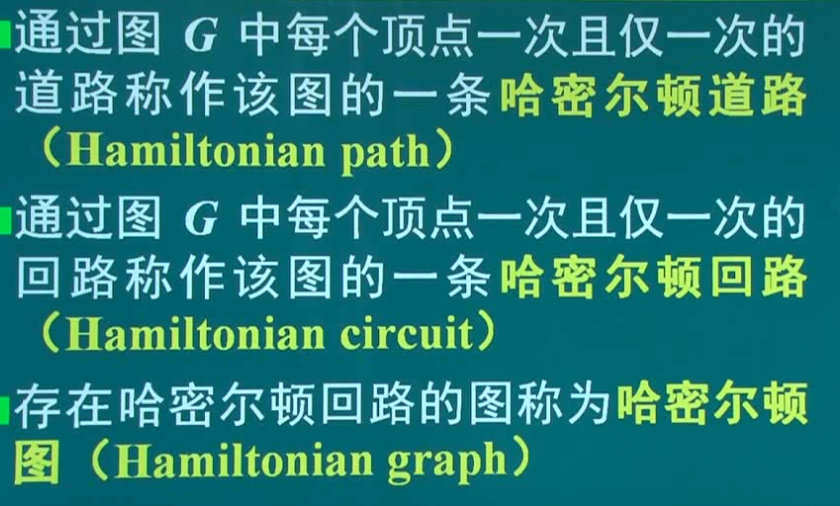 通过图 G 中每个顶点一次且仅一次的
道路称作该图的一条哈密尔顿道路
（Hamiltonian path）
通过图 G 中每个顶点一次且仅一次的
回路称作该图的一条哈密尔顿回路
（Hamiltonian circuit）
存在哈密尔顿回路的图称为哈密尔顿
图（Hamiltonian graph）